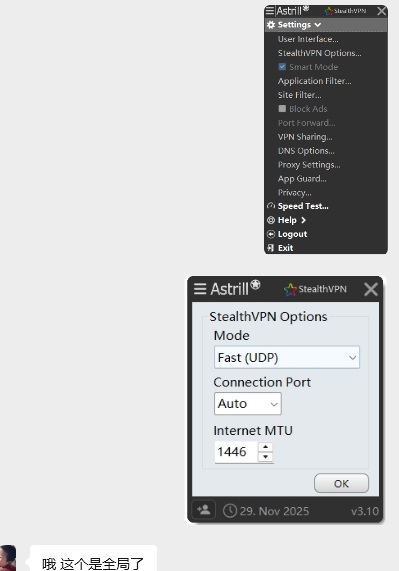 Astrill StealthVPN
Settings
User Interface...
StealthVPN Options...
Smart Mode
Application Filter...
Site Filter...
Block Ads
Port Forward...
VPN Sharing...
DNS Options...
Proxy Settings...
App Guard...
Privacy...
Speed Test...
Help
Logout
Exit
Astrill StealthVPN
StealthVPN Options
Mode
Fast (UDP)
Connection Port
Auto
Internet MTU
1446
OK
29. Nov 2025 v3.10
哦 这个是全局了